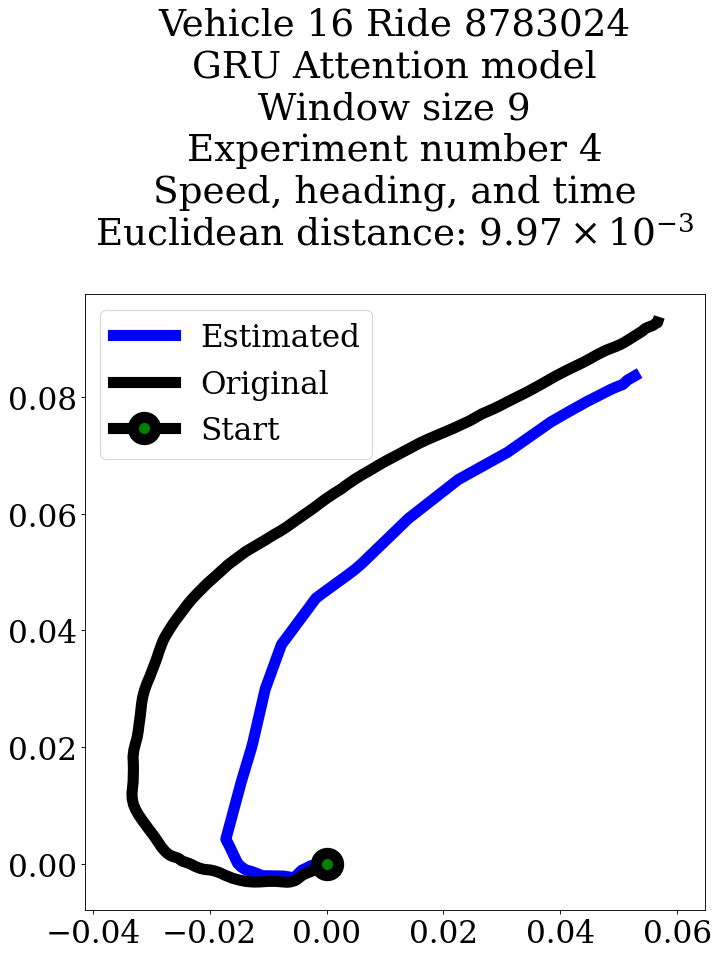 Vehicle 16 Ride 8783024
GRU Attention model
Window size 9
Experiment number 4
Speed, heading, and time
Euclidean distance: 9.97 × 10⁻³
Estimated
Original
Start
0.08
0.06
0.04
0.02
0.00
−0.04 −0.02 0.00 0.02 0.04 0.06